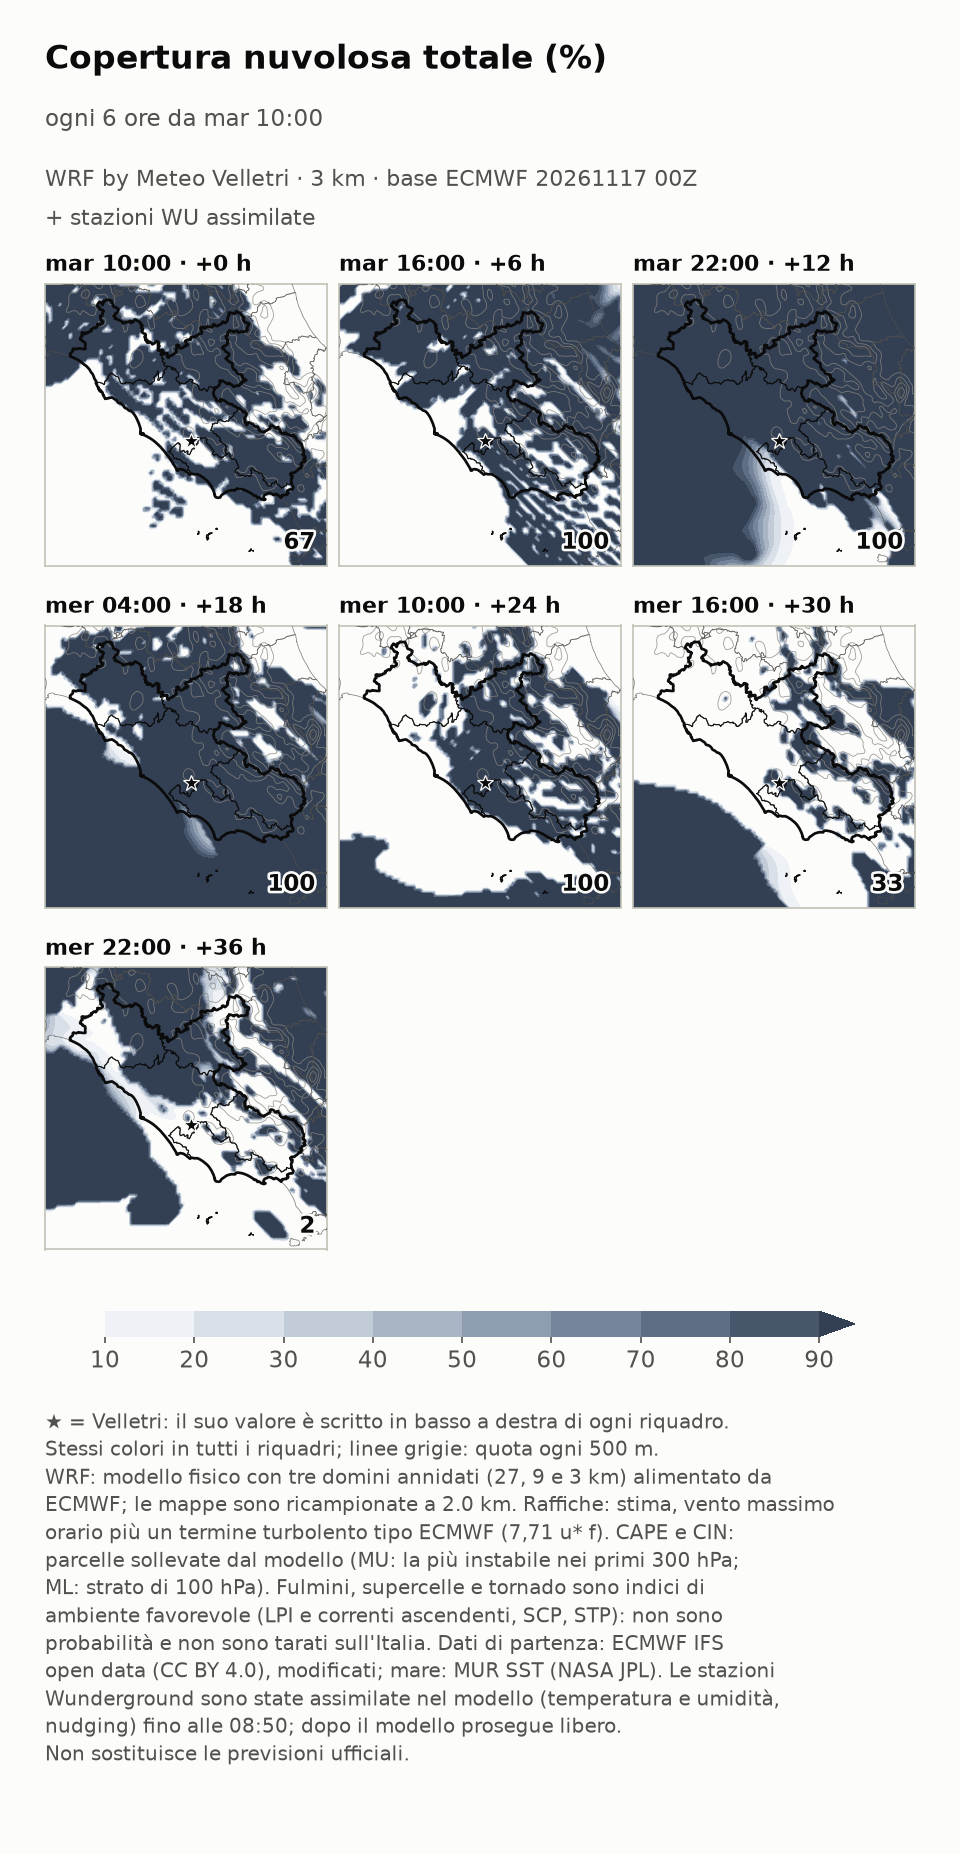 Copertura nuvolosa totale (%)
ogni 6 ore da mar 10:00
WRF by Meteo Velletri · 3 km · base ECMWF 20261117 00Z
+ stazioni WU assimilate
mar 10:00 · +0 h
mar 16:00 · +6 h
mar 22:00 · +12 h
67
100
100
mer 04:00 · +18 h
mer 10:00 · +24 h
mer 16:00 · +30 h
100
100
33
mer 22:00 · +36 h
2
10 20 30 40 50 60 70 80 90
★ = Velletri: il suo valore è scritto in basso a destra di ogni riquadro.
Stessi colori in tutti i riquadri; linee grigie: quota ogni 500 m.
WRF: modello fisico con tre domini annidati (27, 9 e 3 km) alimentato da
ECMWF; le mappe sono ricampionate a 2.0 km. Raffiche: stima, vento massimo
orario più un termine turbolento tipo ECMWF (7,71 u* f). CAPE e CIN:
parcelle sollevate dal modello (MU: la più instabile nei primi 300 hPa;
ML: strato di 100 hPa). Fulmini, supercelle e tornado sono indici di
ambiente favorevole (LPI e correnti ascendenti, SCP, STP): non sono
probabilità e non sono tarati sull'Italia. Dati di partenza: ECMWF IFS
open data (CC BY 4.0), modificati; mare: MUR SST (NASA JPL). Le stazioni
Wunderground sono state assimilate nel modello (temperatura e umidità,
nudging) fino alle 08:50; dopo il modello prosegue libero.
Non sostituisce le previsioni ufficiali.